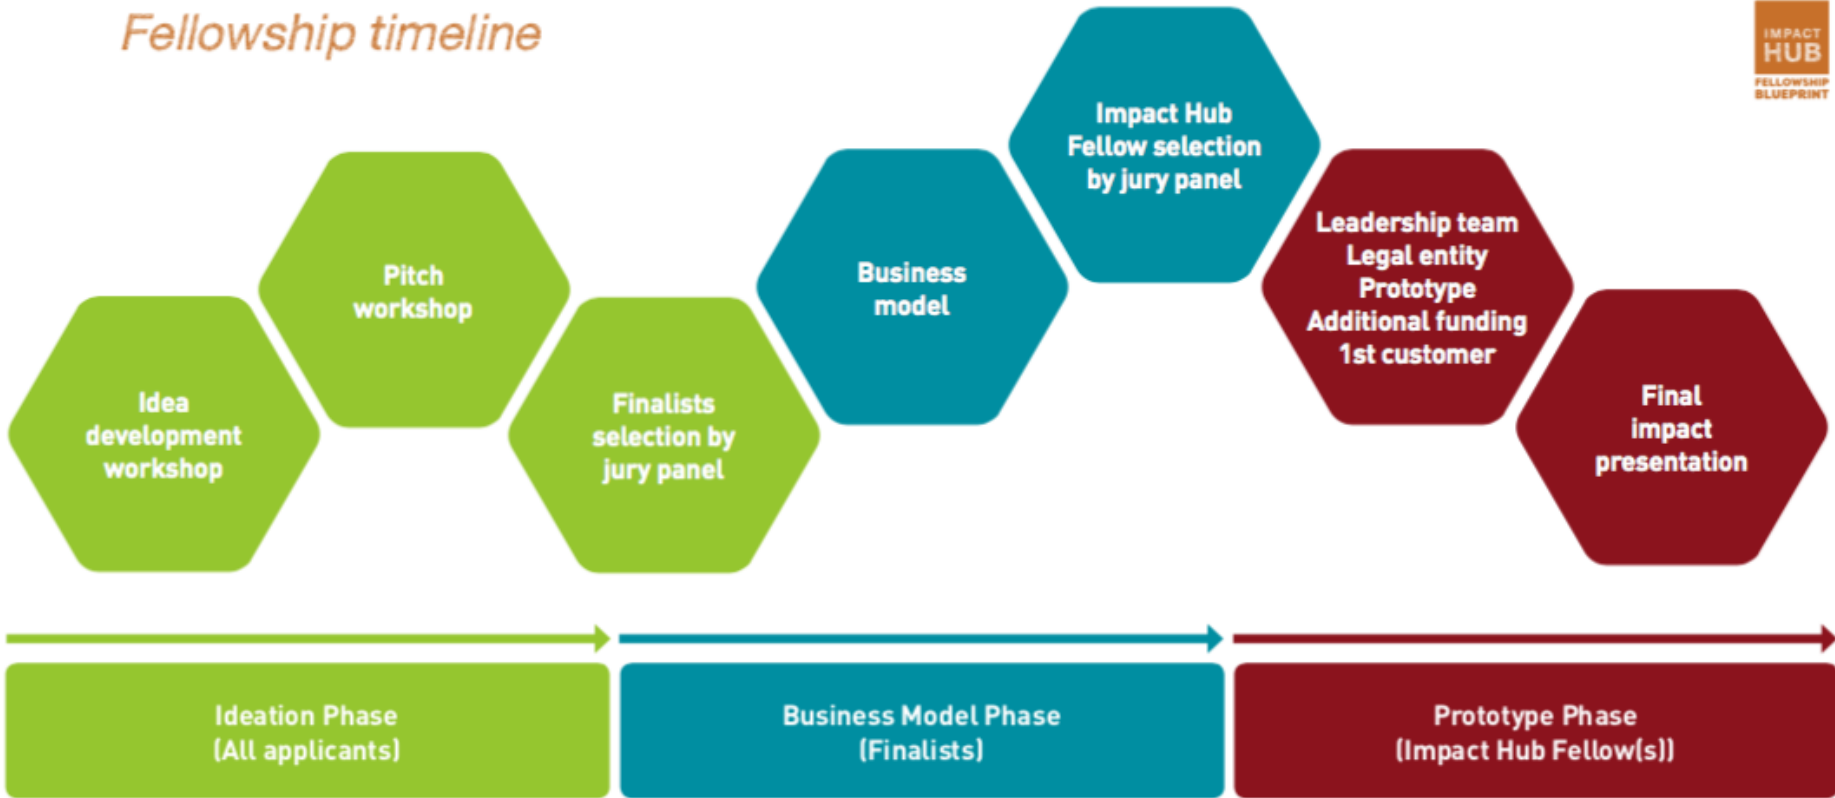 Fellowship timeline
IMPACT
HUB
FELLOWSHIP
BLUEPRINT
Idea
development
workshop
Pitch
workshop
Finalists
selection by
jury panel
Business
model
Impact Hub
Fellow selection
by jury panel
Leadership team
Legal entity
Prototype
Additional funding
1st customer
Final
impact
presentation
Ideation Phase
(All applicants)
Business Model Phase
(Finalists)
Prototype Phase
(Impact Hub Fellow(s))